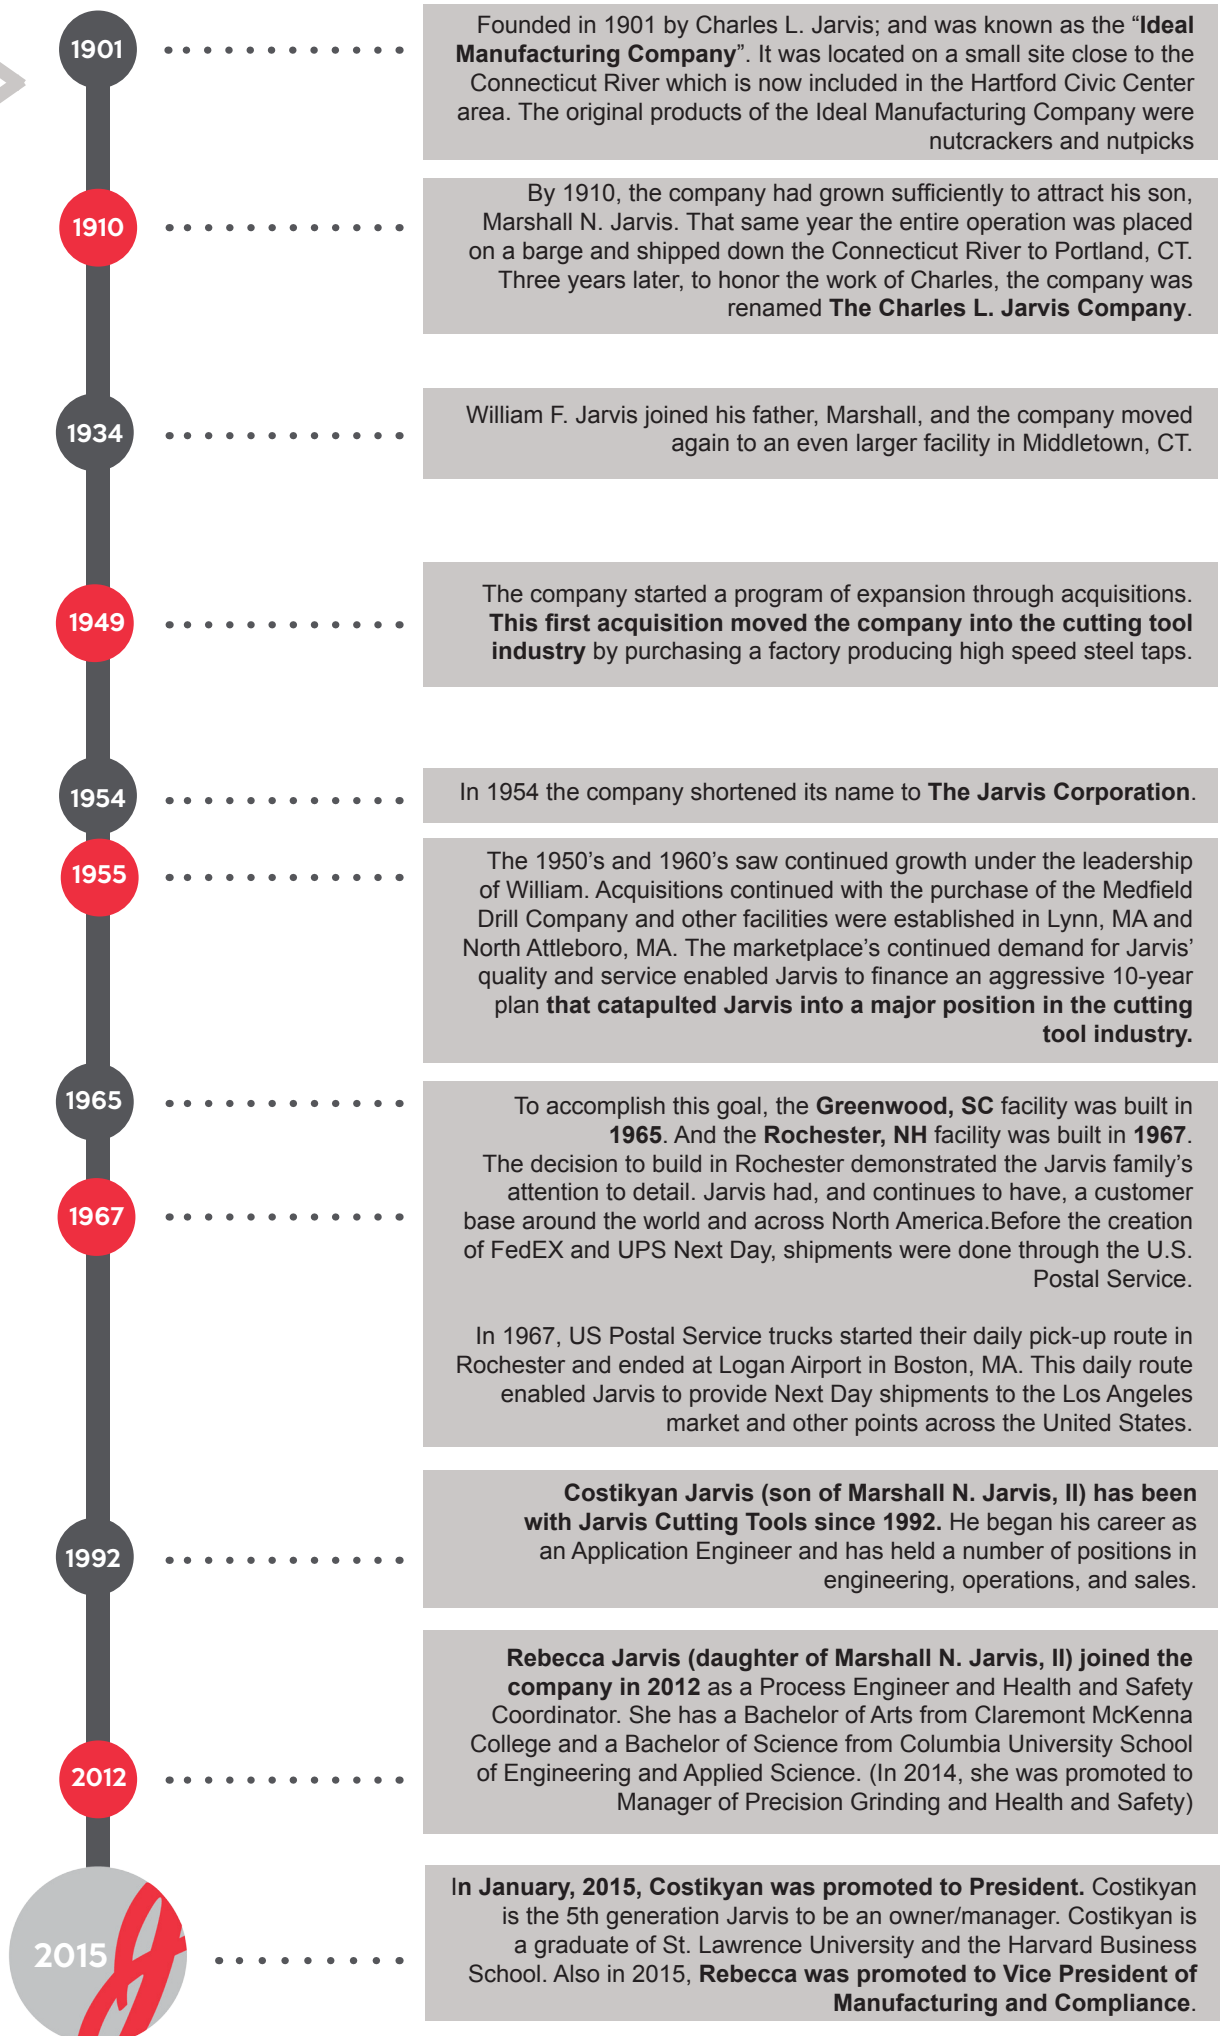 1901
Founded in 1901 by Charles L. Jarvis; and was known as the “Ideal
Manufacturing Company”. It was located on a small site close to the
Connecticut River which is now included in the Hartford Civic Center
area. The original products of the Ideal Manufacturing Company were
nutcrackers and nutpicks
1910
By 1910, the company had grown sufficiently to attract his son,
Marshall N. Jarvis. That same year the entire operation was placed
on a barge and shipped down the Connecticut River to Portland, CT.
Three years later, to honor the work of Charles, the company was
renamed The Charles L. Jarvis Company.
1934
William F. Jarvis joined his father, Marshall, and the company moved
again to an even larger facility in Middletown, CT.
1949
The company started a program of expansion through acquisitions.
This first acquisition moved the company into the cutting tool
industry by purchasing a factory producing high speed steel taps.
1954
In 1954 the company shortened its name to The Jarvis Corporation.
1955
The 1950’s and 1960’s saw continued growth under the leadership
of William. Acquisitions continued with the purchase of the Medfield
Drill Company and other facilities were established in Lynn, MA and
North Attleboro, MA. The marketplace’s continued demand for Jarvis’
quality and service enabled Jarvis to finance an aggressive 10-year
plan that catapulted Jarvis into a major position in the cutting
tool industry.
1965
To accomplish this goal, the Greenwood, SC facility was built in
1965. And the Rochester, NH facility was built in 1967.
The decision to build in Rochester demonstrated the Jarvis family’s
attention to detail. Jarvis had, and continues to have, a customer
base around the world and across North America.Before the creation
of FedEX and UPS Next Day, shipments were done through the U.S.
Postal Service.
1967
In 1967, US Postal Service trucks started their daily pick-up route in
Rochester and ended at Logan Airport in Boston, MA. This daily route
enabled Jarvis to provide Next Day shipments to the Los Angeles
market and other points across the United States.
1992
Costikyan Jarvis (son of Marshall N. Jarvis, II) has been
with Jarvis Cutting Tools since 1992. He began his career as
an Application Engineer and has held a number of positions in
engineering, operations, and sales.
2012
Rebecca Jarvis (daughter of Marshall N. Jarvis, II) joined the
company in 2012 as a Process Engineer and Health and Safety
Coordinator. She has a Bachelor of Arts from Claremont McKenna
College and a Bachelor of Science from Columbia University School
of Engineering and Applied Science. (In 2014, she was promoted to
Manager of Precision Grinding and Health and Safety)
2015
In January, 2015, Costikyan was promoted to President. Costikyan
is the 5th generation Jarvis to be an owner/manager. Costikyan is
a graduate of St. Lawrence University and the Harvard Business
School. Also in 2015, Rebecca was promoted to Vice President of
Manufacturing and Compliance.